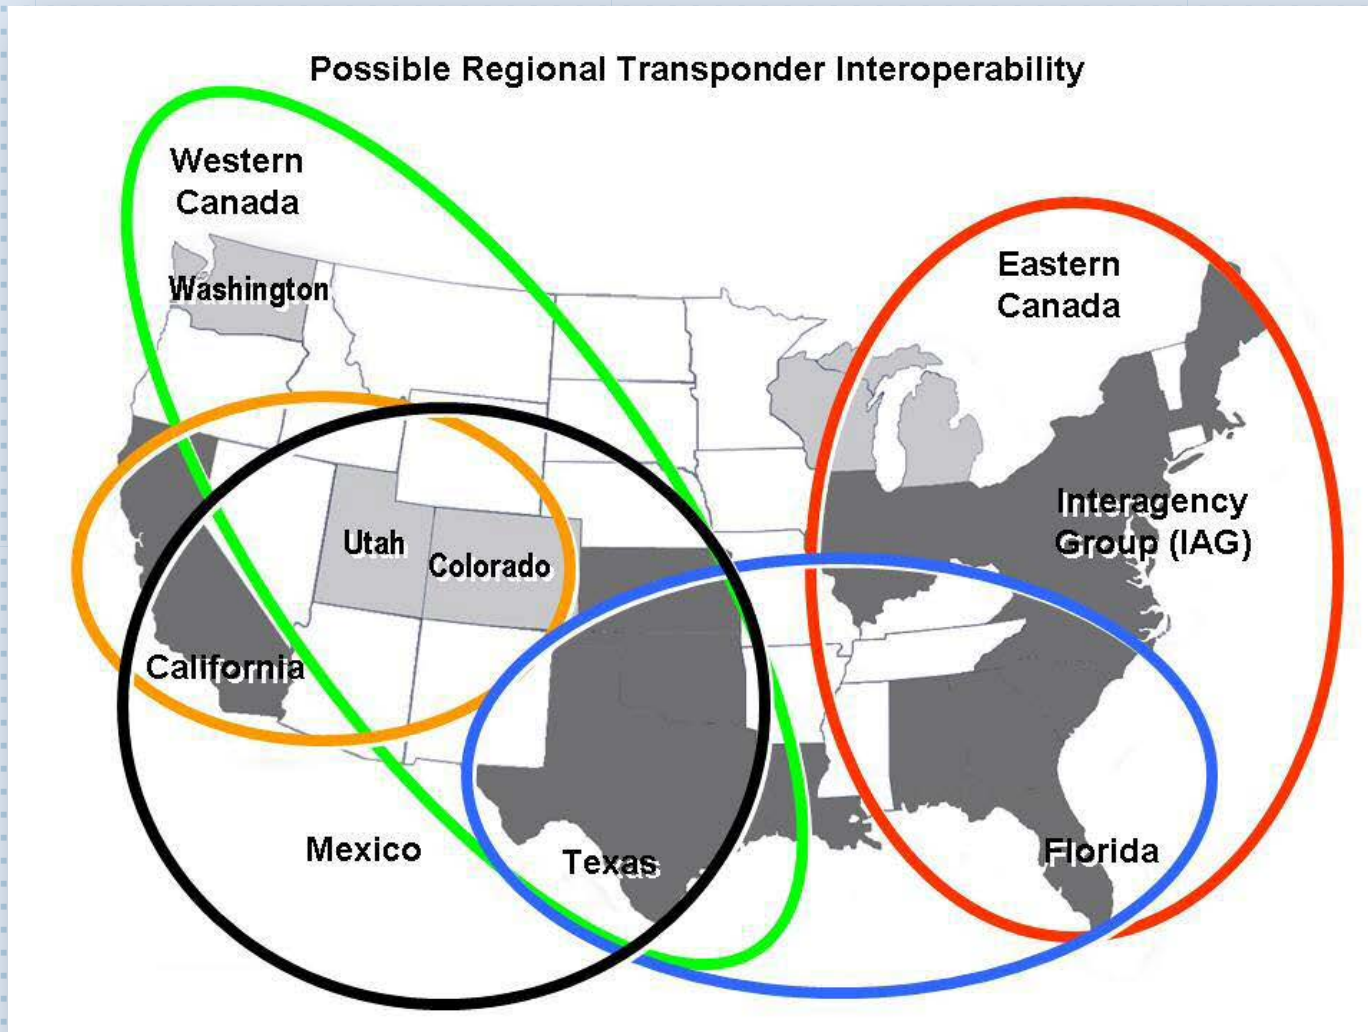 Possible Regional Transponder Interoperability
Western
Canada
Washington
Eastern
Canada
Interagency
Group (IAG)
Utah
Colorado
California
Mexico
Texas
Florida